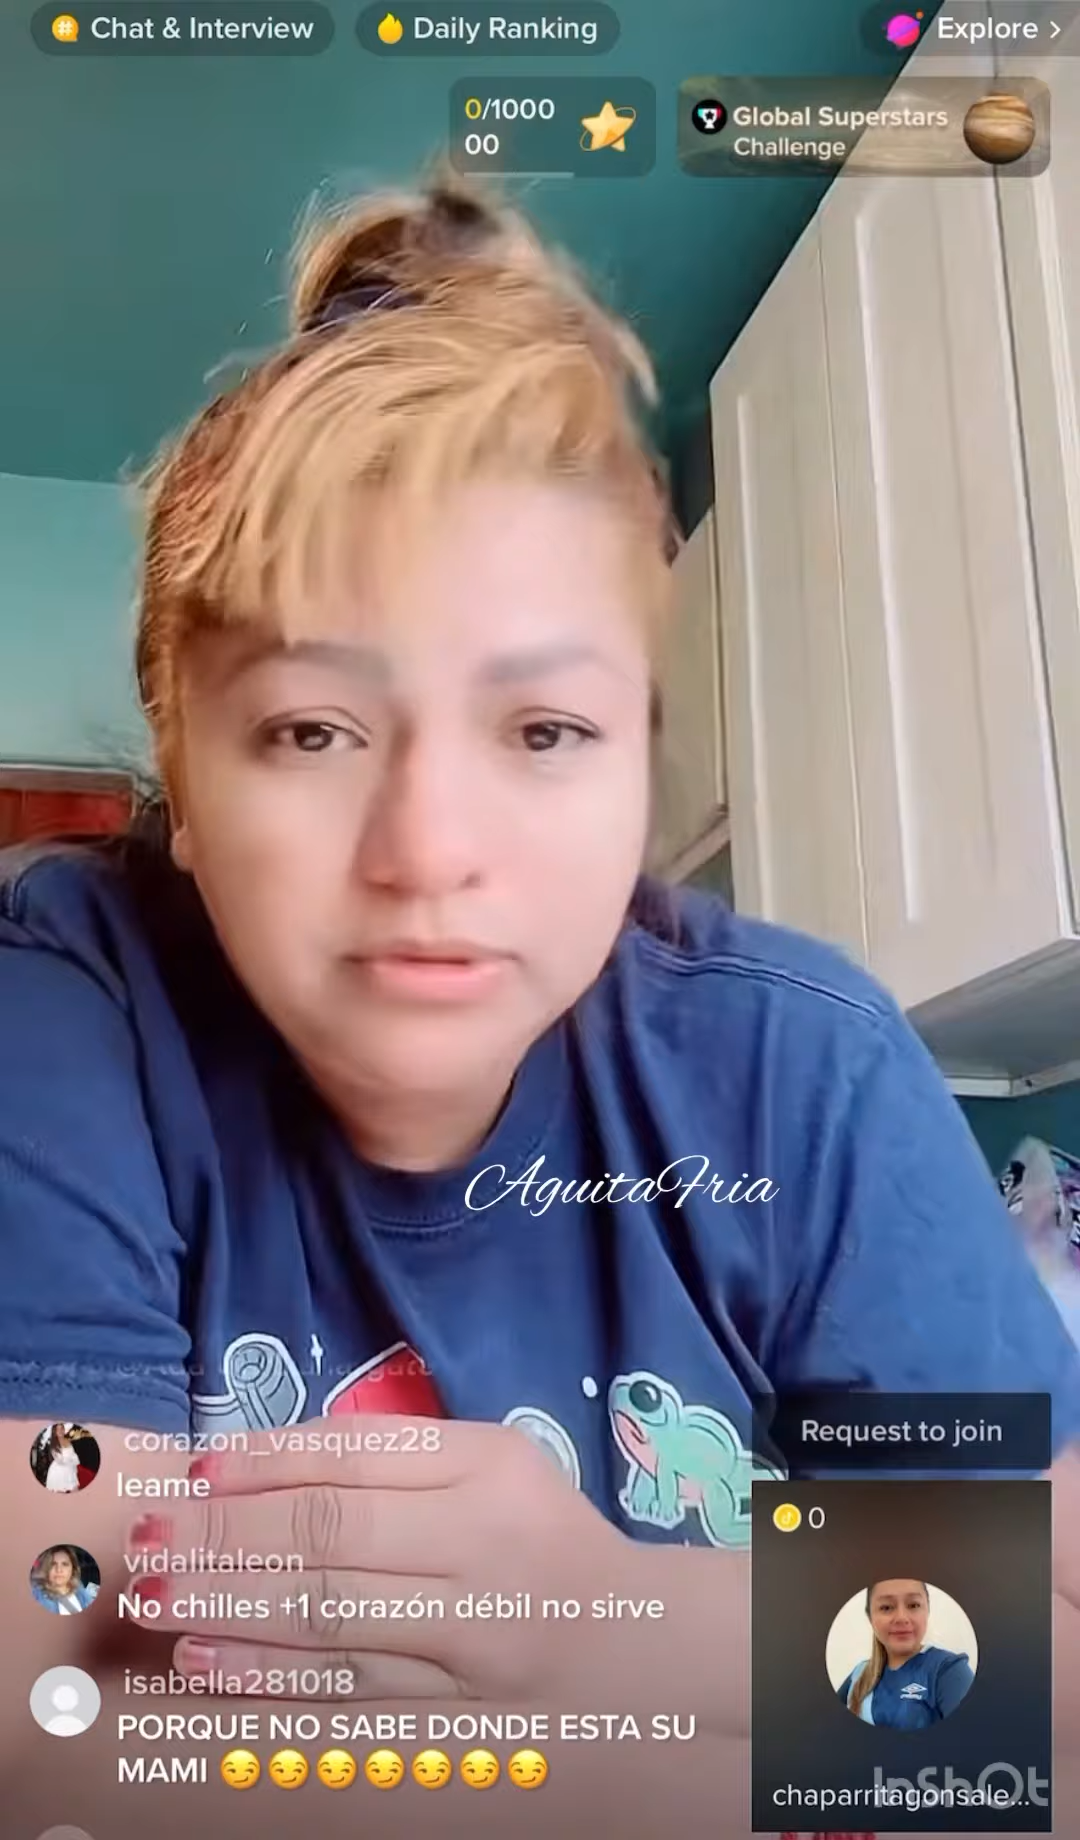 Chat & Interview
Daily Ranking
Explore >
0/1000
00
Global Superstars
Challenge
AguitaFria
corazon_vasquez28
leame
Request to join
0
vidalitaleon
No chilles +1 corazón débil no sirve
isabella281018
PORQUE NO SABE DONDE ESTA SU
MAMI 😏😏😏😏😏😏😏
chaparritagonsale...
InShOt